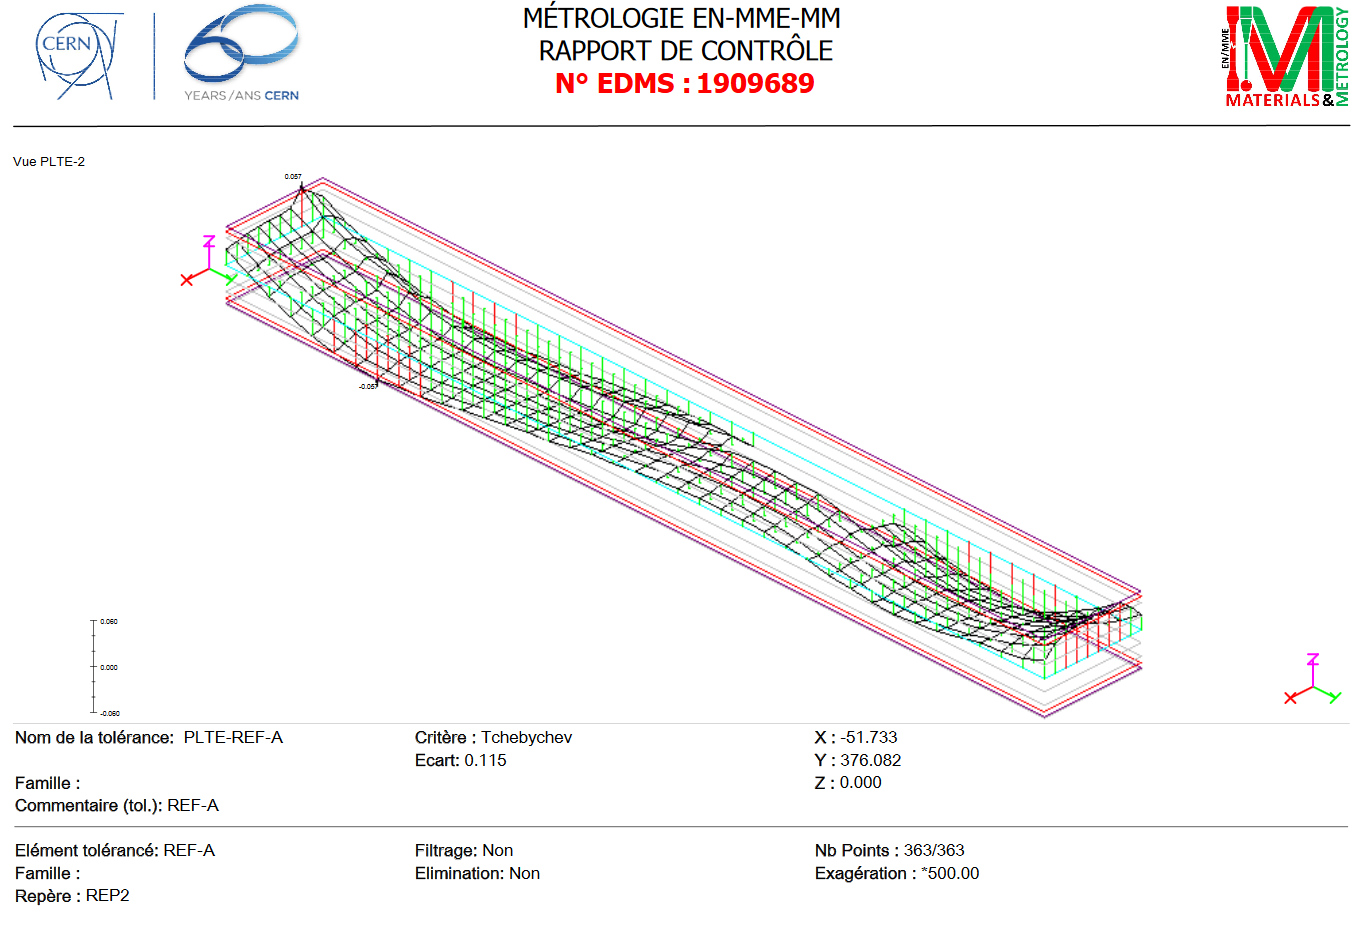 MÉTROLOGIE EN-MME-MM
RAPPORT DE CONTRÔLE
N° EDMS : 1909689
CERN
YEARS/ANS CERN
EN/MME
MATERIALS&
METROLOGY
Vue PLTE-2
0.057
Z
X
Y
-0.057
0.060
0.000
-0.060
Z
X
Y
Nom de la tolérance: PLTE-REF-A
Critère : Tchebychev
X : -51.733
Ecart: 0.115
Y : 376.082
Famille :
Z : 0.000
Commentaire (tol.): REF-A
Elément tolérancé: REF-A
Filtrage: Non
Nb Points : 363/363
Famille :
Elimination: Non
Exagération : *500.00
Repère : REP2